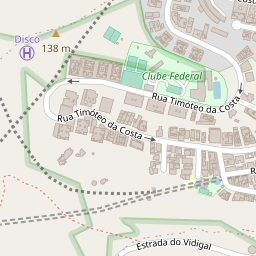 Disco
138 m
Clube Federal
Rua Timóteo da Costa
Rua Timóteo da Costa
R
Estrada do Vidigal